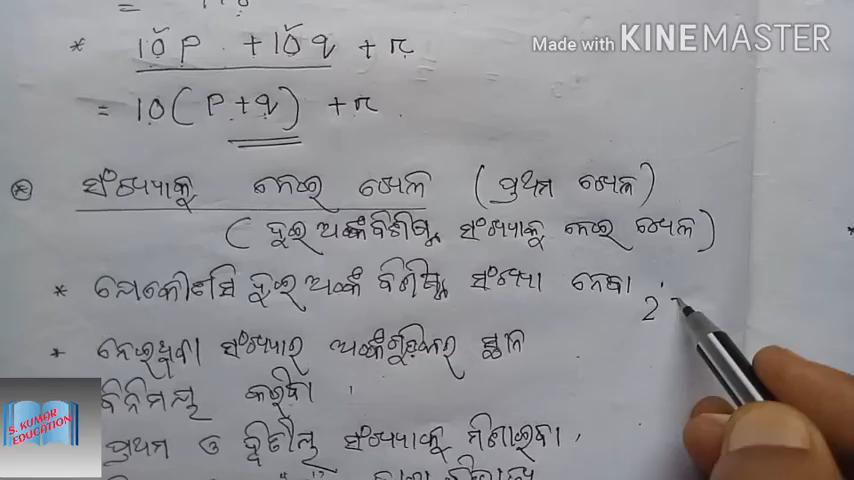 Made with KINEMASTER
* 10p + 10q + r
= 10(p+q) + r
* ସଂଖ୍ୟାକୁ ନେଇ ଖେଳ (ପ୍ରଥମ ଖେଳ)
(ଦୁଇ ଅଙ୍କ ବିଶିଷ୍ଟ ସଂଖ୍ୟାକୁ ନେଇ ଖେଳ)
* ଯେକୌଣସି ଦୁଇ ଅଙ୍କ ବିଶିଷ୍ଟ ସଂଖ୍ୟା ନେବା
2
* ନେଇଥିବା ସଂଖ୍ୟାର ଅଙ୍କଗୁଡ଼ିକର ସ୍ଥାନ
ବିନିମୟ କରିବା ।
ପ୍ରଥମ ଓ ଦ୍ୱିତୀୟ ସଂଖ୍ୟାକୁ ମିଶାଇବା ।
S. KUMAR
EDUCATION